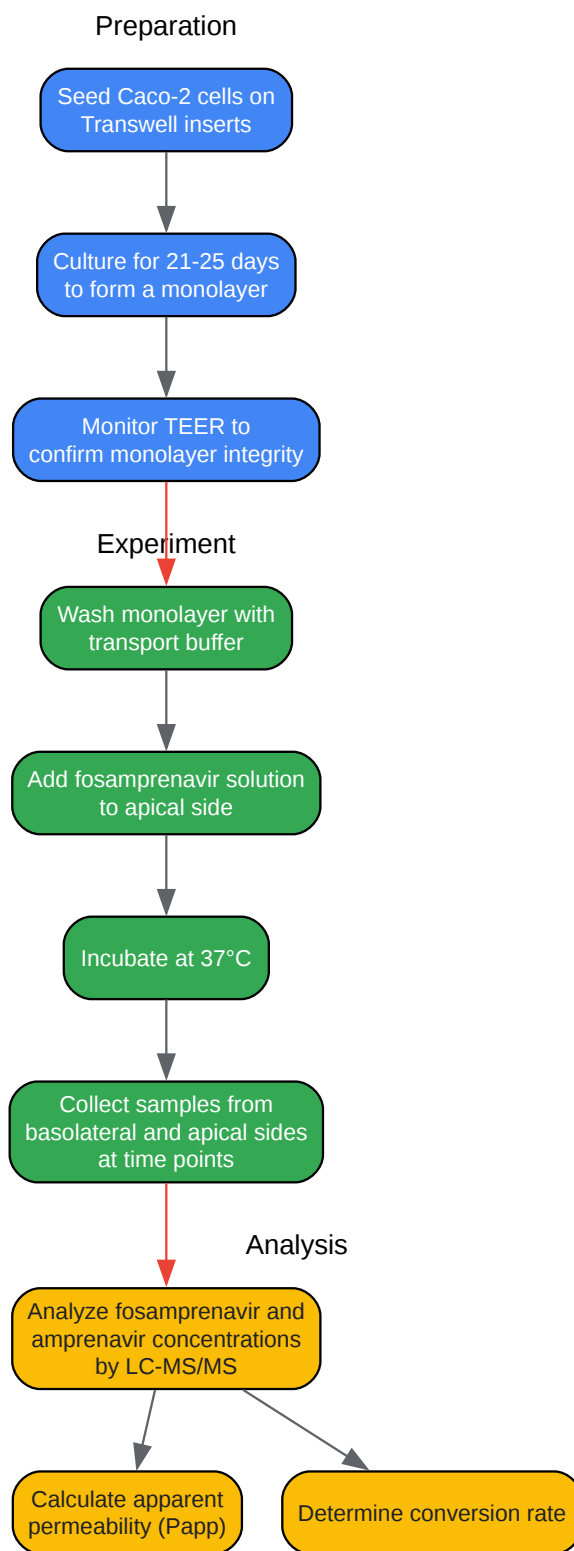 Preparation
Seed Caco-2 cells on
Transwell inserts
Culture for 21-25 days
to form a monolayer
Monitor TEER to
confirm monolayer integrity
Experiment
Wash monolayer with
transport buffer
Add fosamprenavir solution
to apical side
Incubate at 37°C
Collect samples from
basolateral and apical sides
at time points
Analysis
Analyze fosamprenavir and
amprenavir concentrations
by LC-MS/MS
Calculate apparent
permeability (Papp)
Determine conversion rate